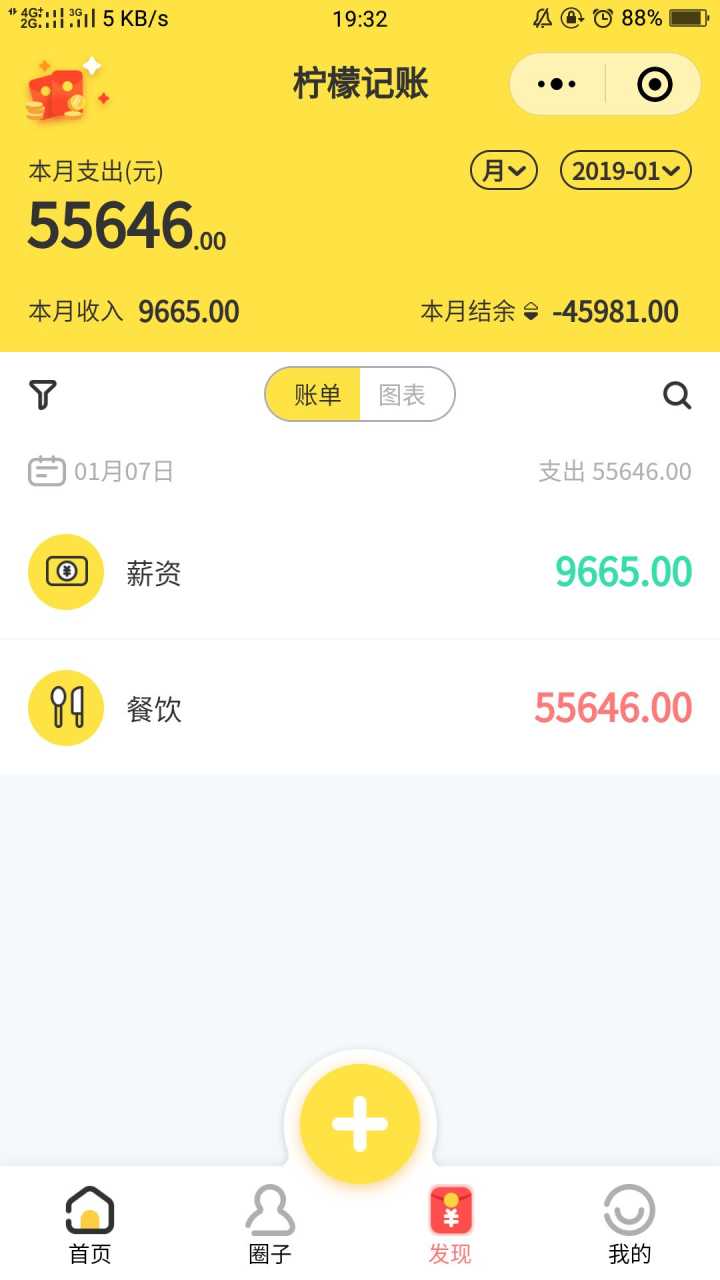 4G+ 2G 3G 5 KB/s 19:32 88%
柠檬记账
本月支出(元) 月 2019-01
55646.00
本月收入 9665.00 本月结余 -45981.00
账单 图表
01月07日 支出 55646.00
薪资 9665.00
餐饮 55646.00
首页 圈子 发现 我的